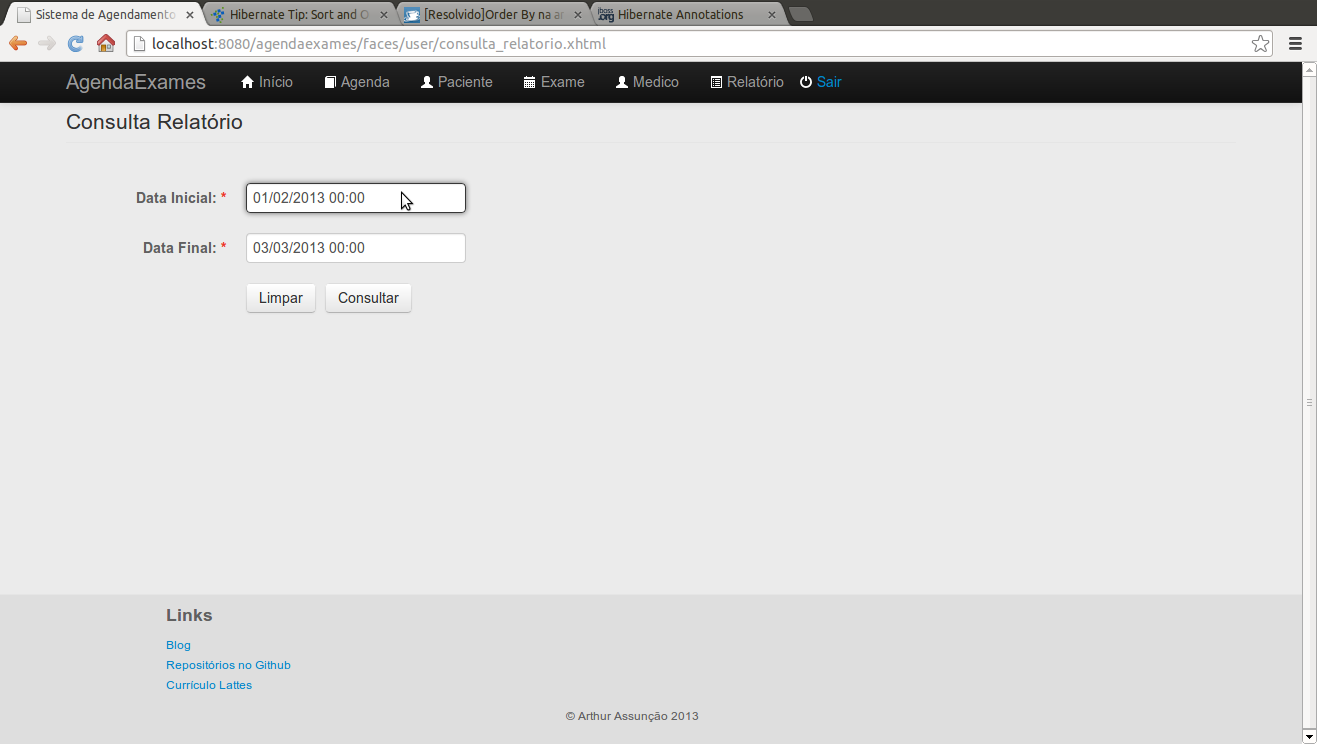 Sistema de Agendamento
Hibernate Tip: Sort and O
[Resolvido]Order By na a
Hibernate Annotations
localhost:8080/agendaexames/faces/user/consulta_relatorio.xhtml
AgendaExames Início Agenda Paciente Exame Medico Relatório Sair
Consulta Relatório
Data Inicial: * 01/02/2013 00:00
Data Final: * 03/03/2013 00:00
Limpar Consultar
Links
Blog
Repositórios no Github
Currículo Lattes
© Arthur Assunção 2013